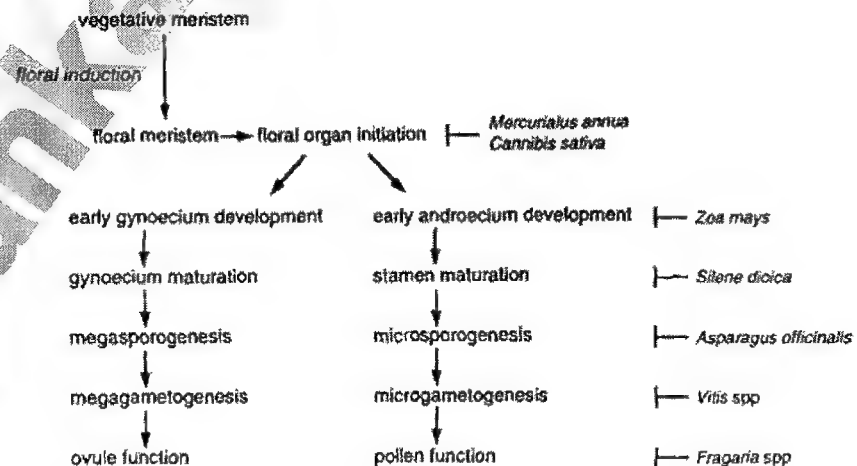 vegetative meristem
floral induction
floral meristem floral organ initiation
Mercurialus annua
Cannibis sativa
early gynoecium development early androecium development Zea mays
gynoecium maturation stamen maturation Silene dioica
megasporogenesis microsporogenesis Asparagus officinalis
megagametogenesis microgametogenesis Vitis spp
ovule function pollen function Fragaria spp